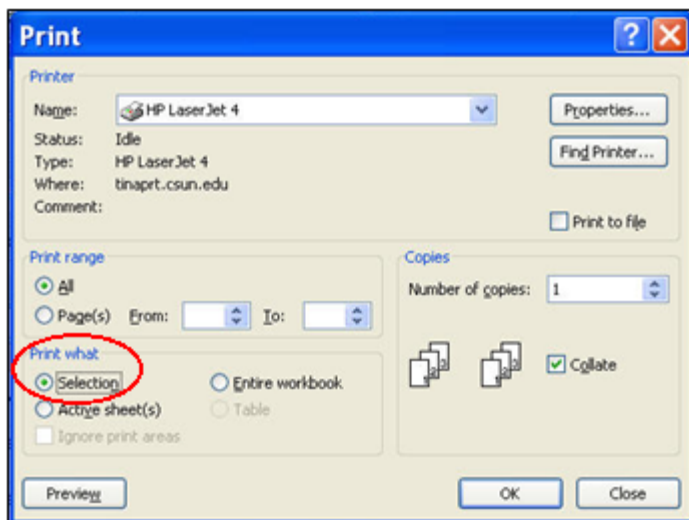 Print
Printer
Name: HP LaserJet 4 Properties...
Status: Idle Find Printer...
Type: HP LaserJet 4
Where: tinaprt.csun.edu
Comment:
Print to file
Print range
All
Page(s) From: To:
Copies
Number of copies: 1
Collate
Print what
Selection Entire workbook
Active sheet(s) Table
Ignore print areas
Preview OK Close